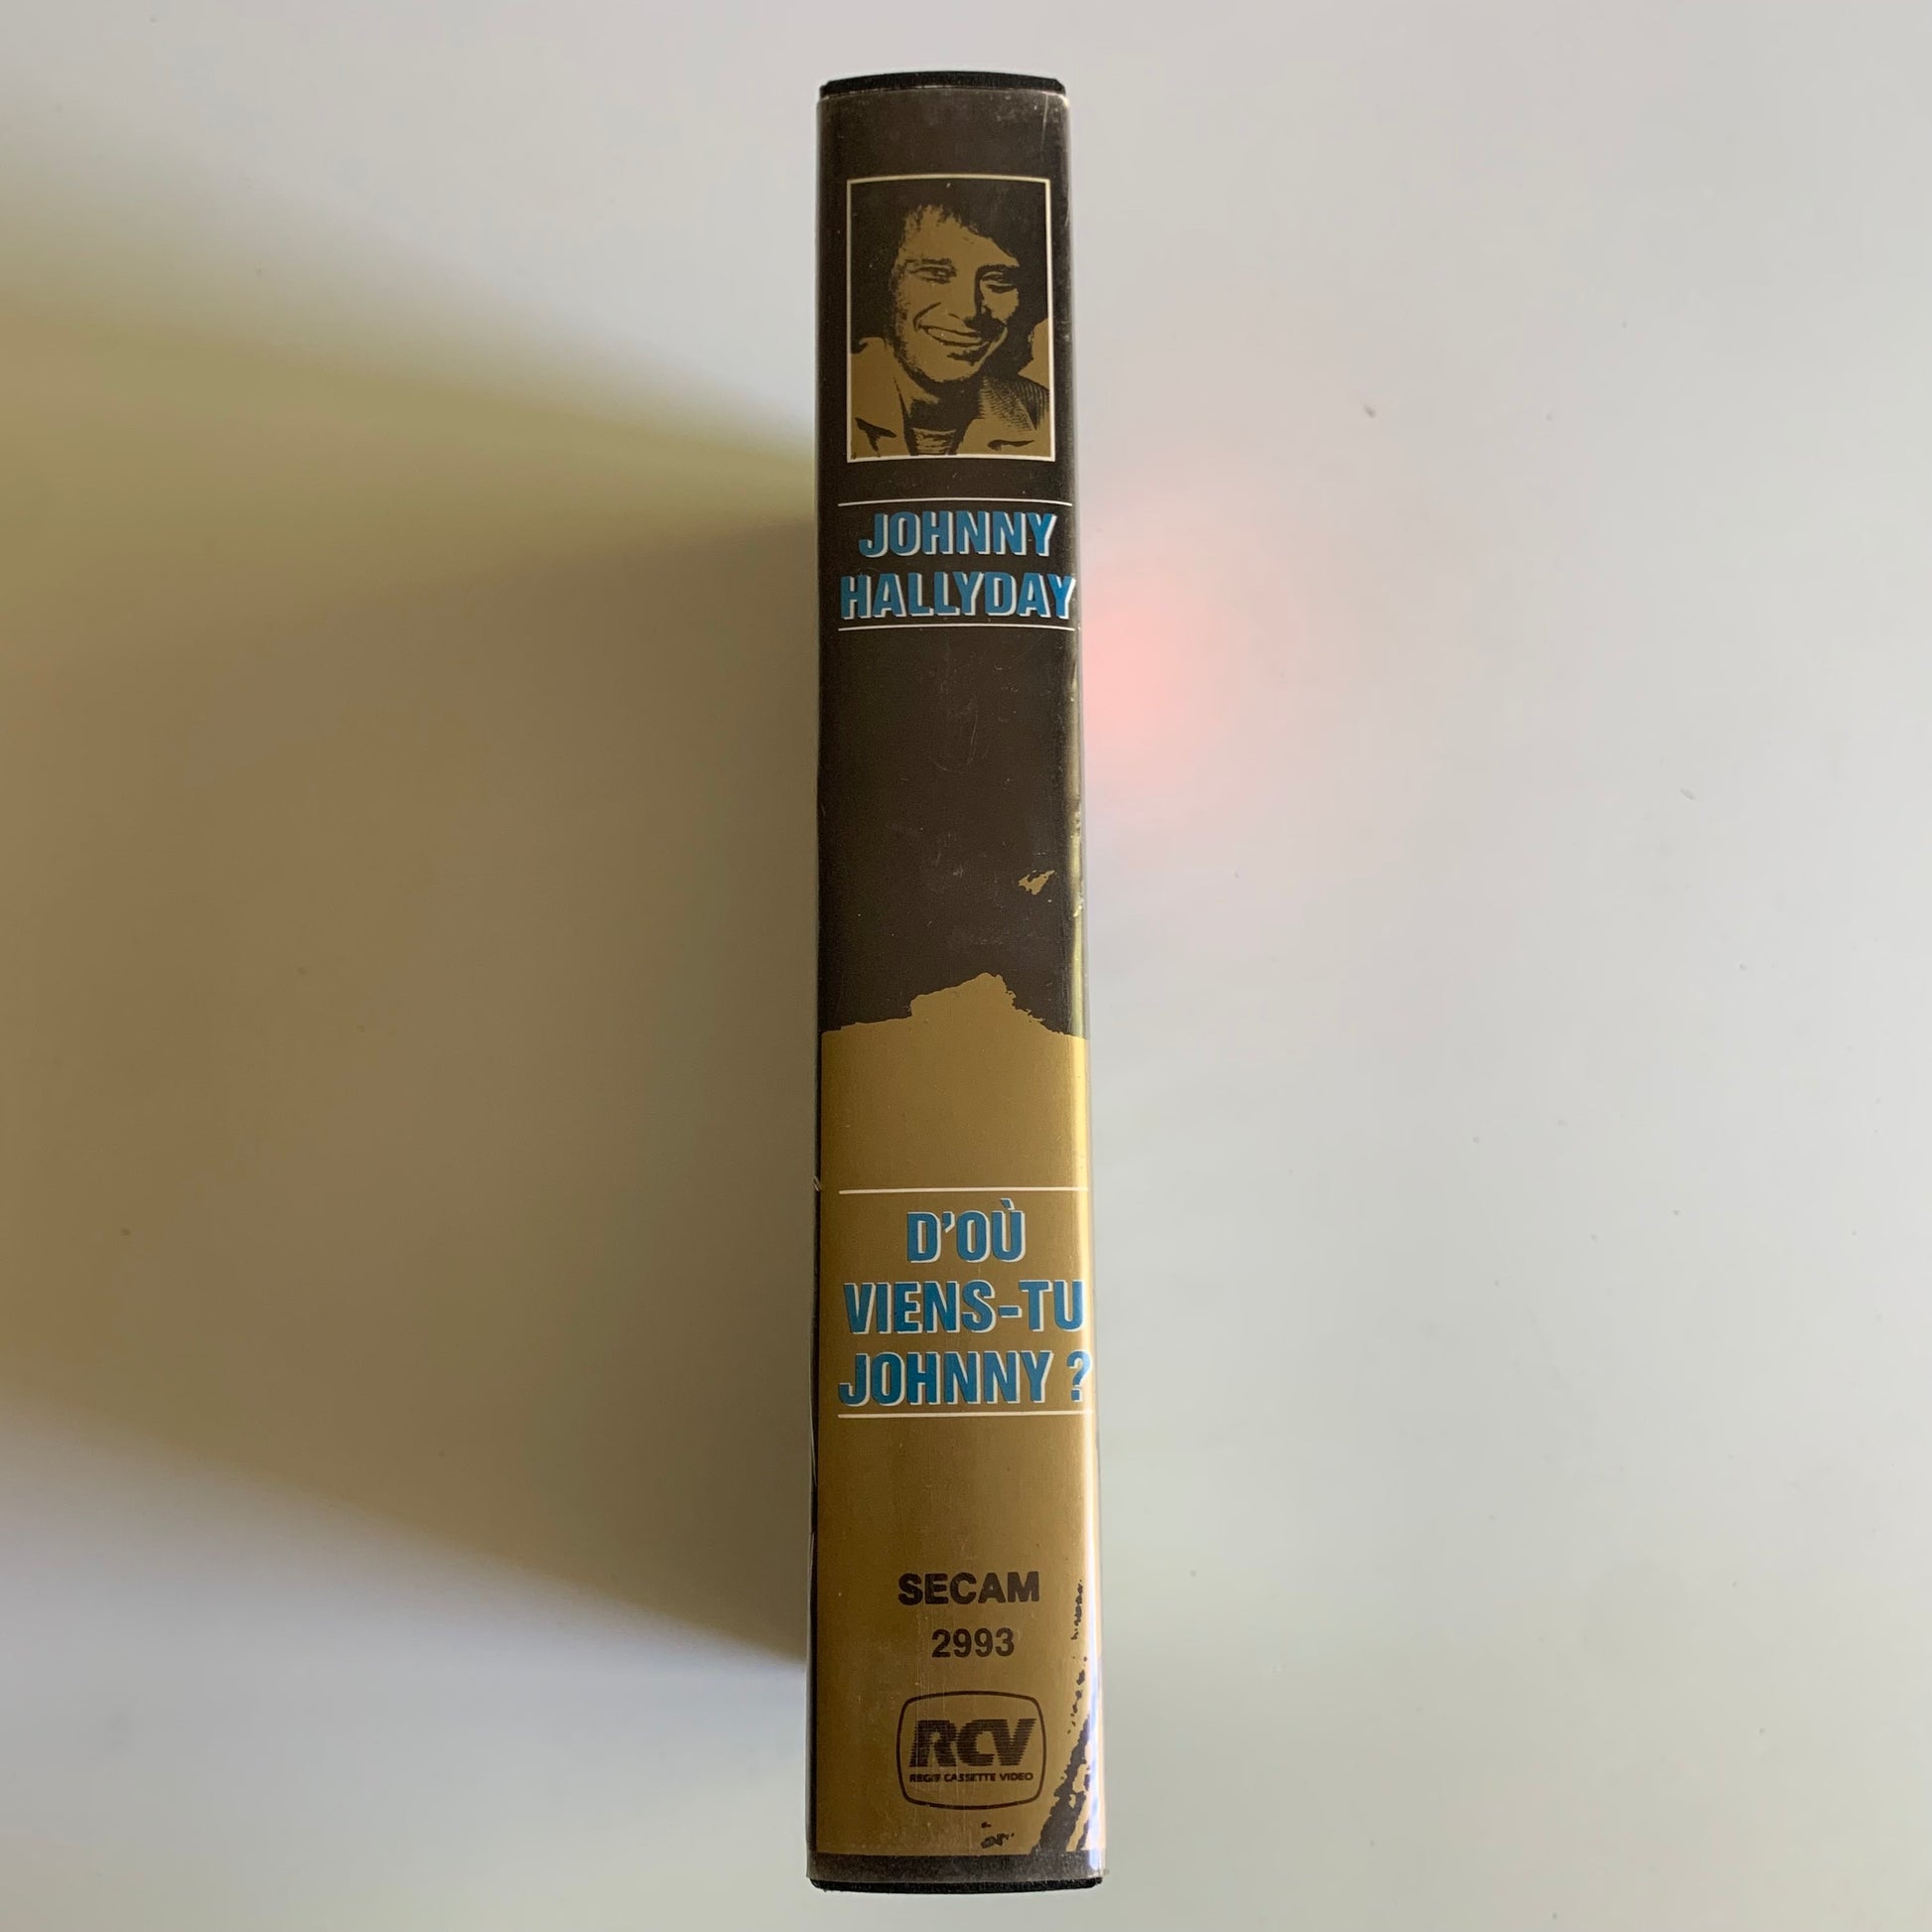 JOHNNY
HALLYDAY
D'OÙ
VIENS-TU
JOHNNY ?
SECAM
2993
RCV
REGIE CASSETTE VIDEO